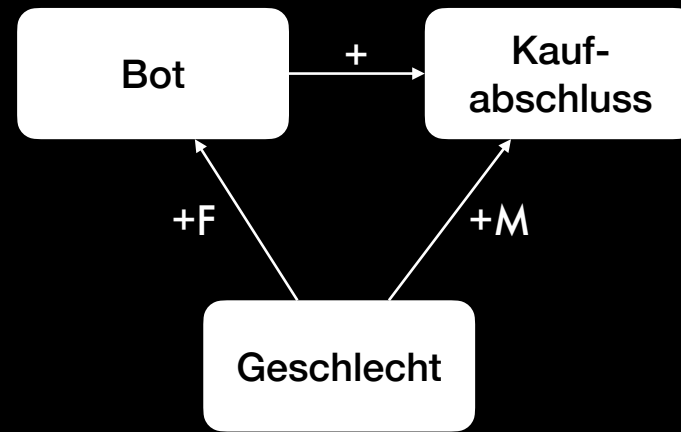 Bot
+
Kauf-
abschluss
+F
+M
Geschlecht